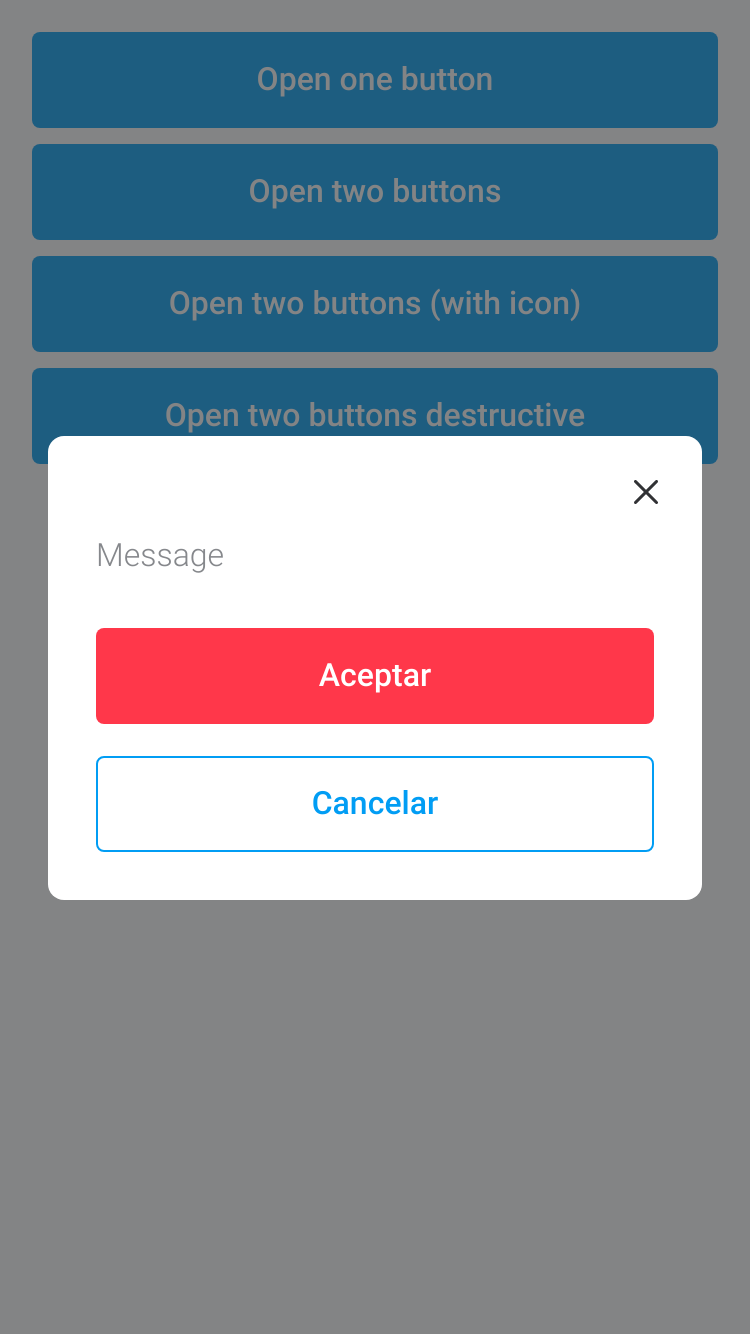 Open one button
Open two buttons
Open two buttons (with icon)
Open two buttons destructive
Message
Aceptar
Cancelar